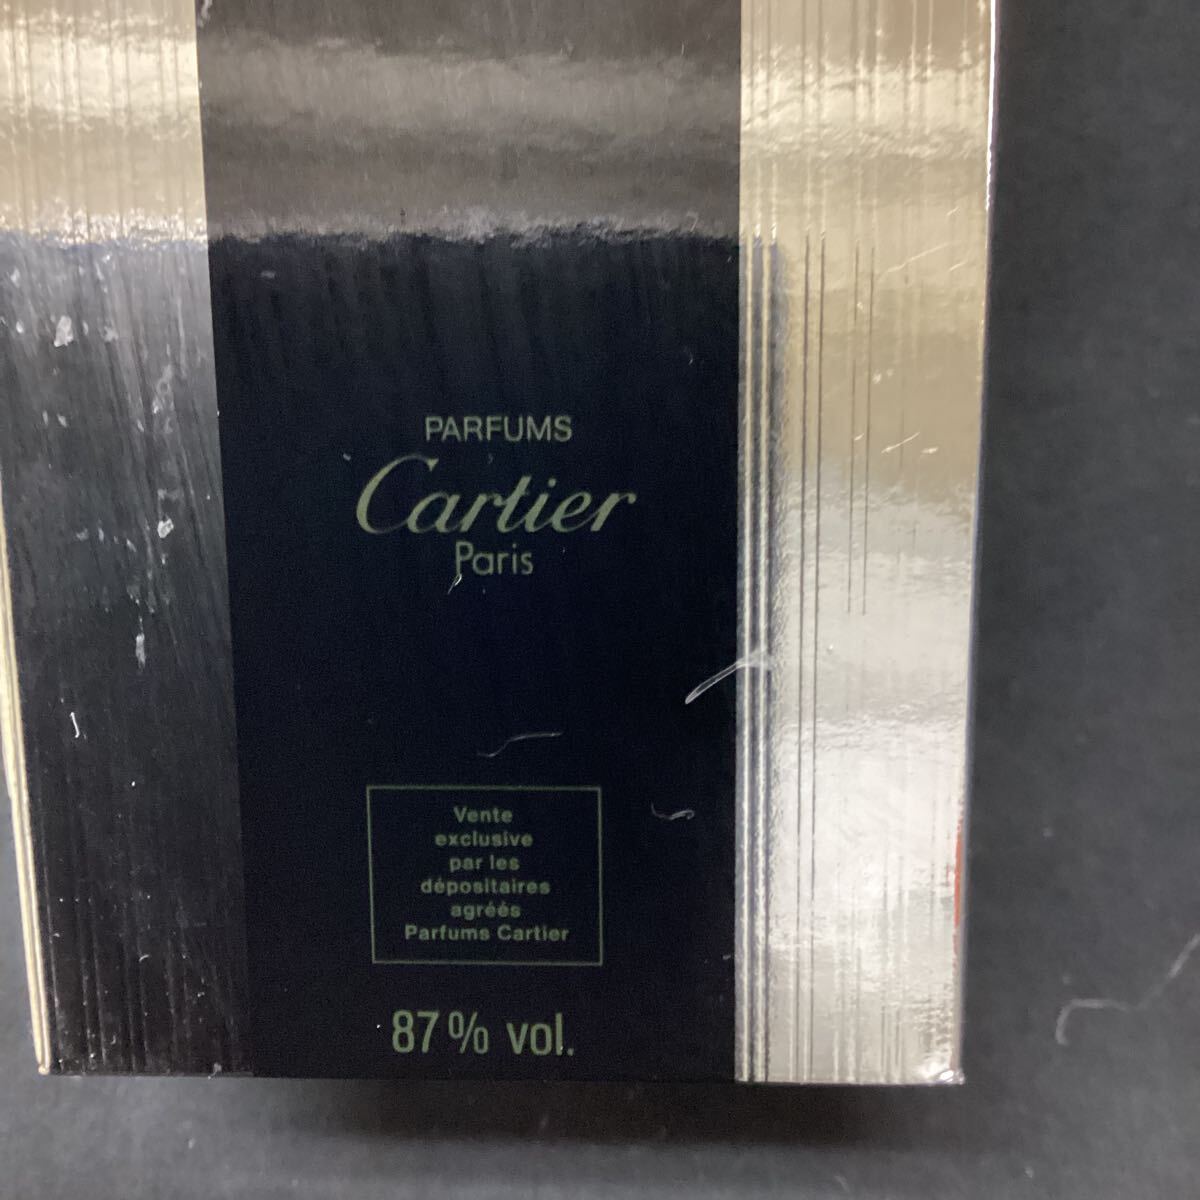 PARFUMS
Cartier
Paris
Vente
exclusive
par les
dépositaires
agréés
Parfums Cartier
87% vol.